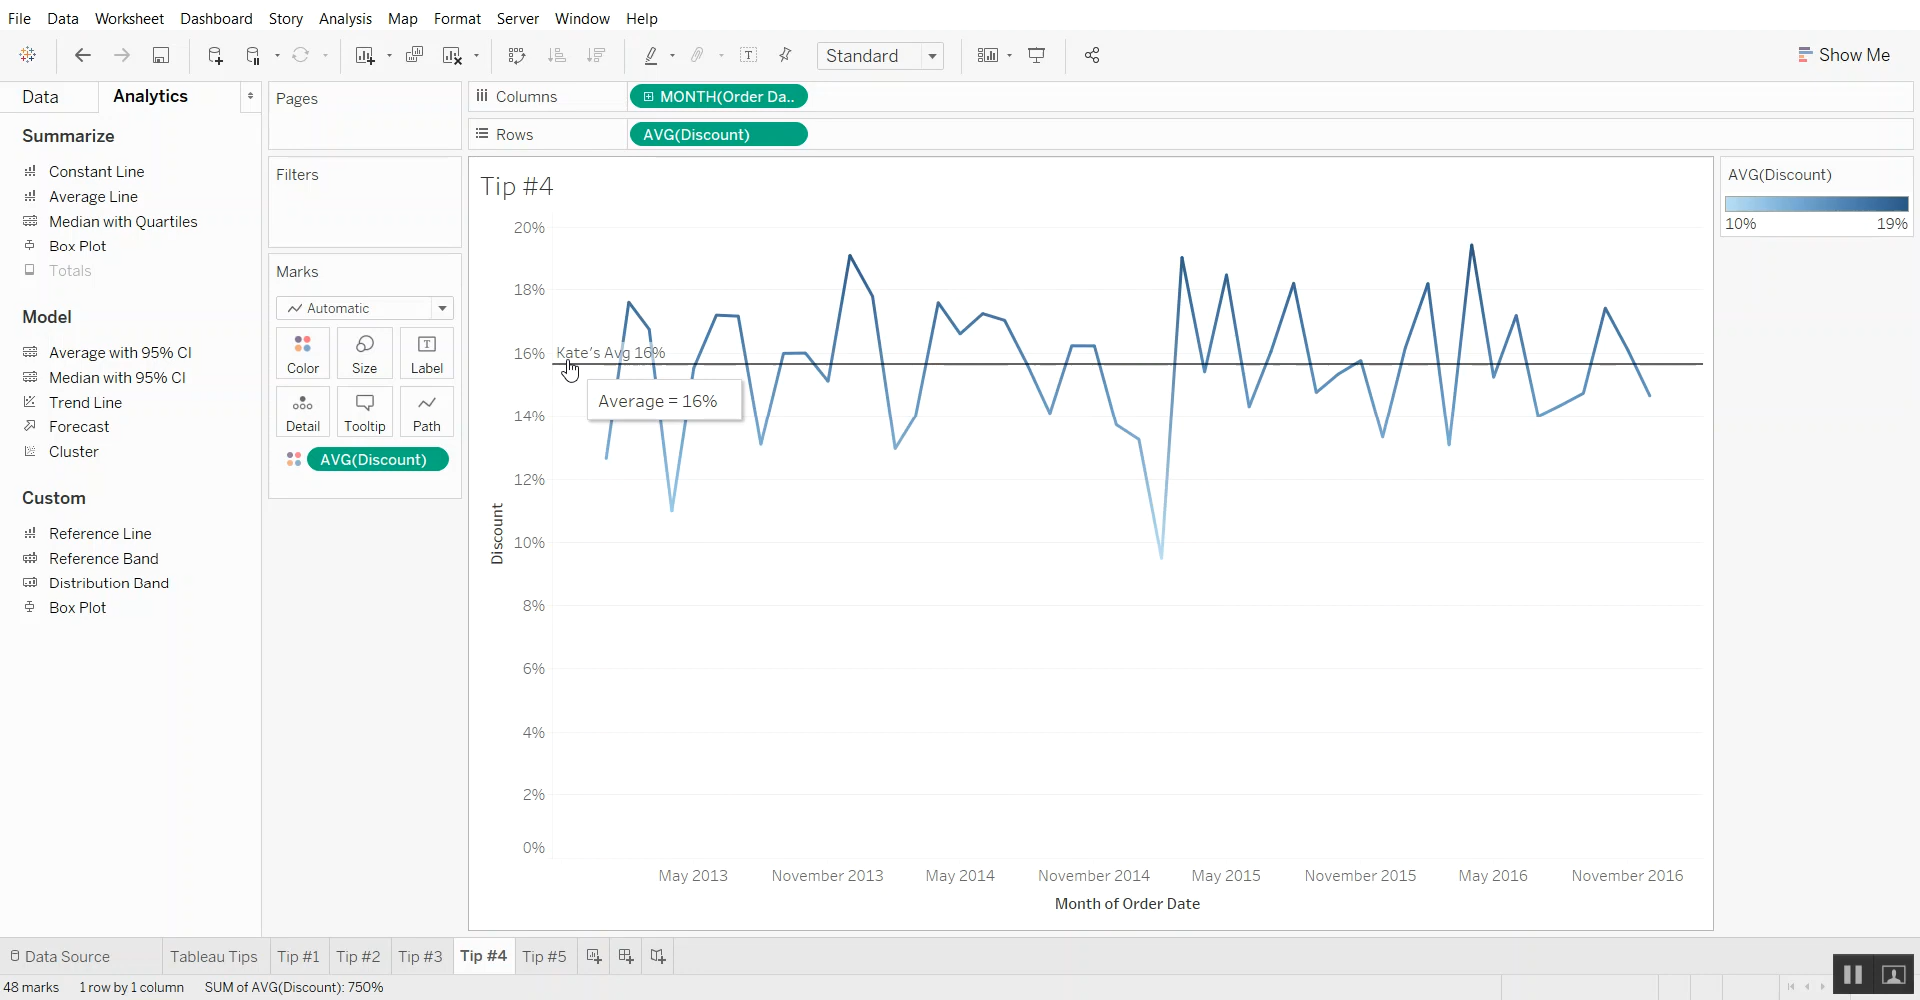 File Data Worksheet Dashboard Story Analysis Map Format Server Window Help
Standard
Show Me
Data Analytics
Summarize
Constant Line
Average Line
Median with Quartiles
Box Plot
Totals
Model
Average with 95% CI
Median with 95% CI
Trend Line
Forecast
Cluster
Custom
Reference Line
Reference Band
Distribution Band
Box Plot
Pages
Filters
Marks
Automatic
Color Size Label
Detail Tooltip Path
AVG(Discount)
Columns MONTH(Order Da..
Rows AVG(Discount)
Tip #4
20%
18%
16%
14%
12%
10%
8%
6%
4%
2%
0%
Discount
Kate's Avg 16%
Average = 16%
May 2013 November 2013 May 2014 November 2014 May 2015 November 2015 May 2016 November 2016
Month of Order Date
AVG(Discount)
10% 19%
Data Source Tableau Tips Tip #1 Tip #2 Tip #3 Tip #4 Tip #5
48 marks 1 row by 1 column SUM of AVG(Discount): 750%